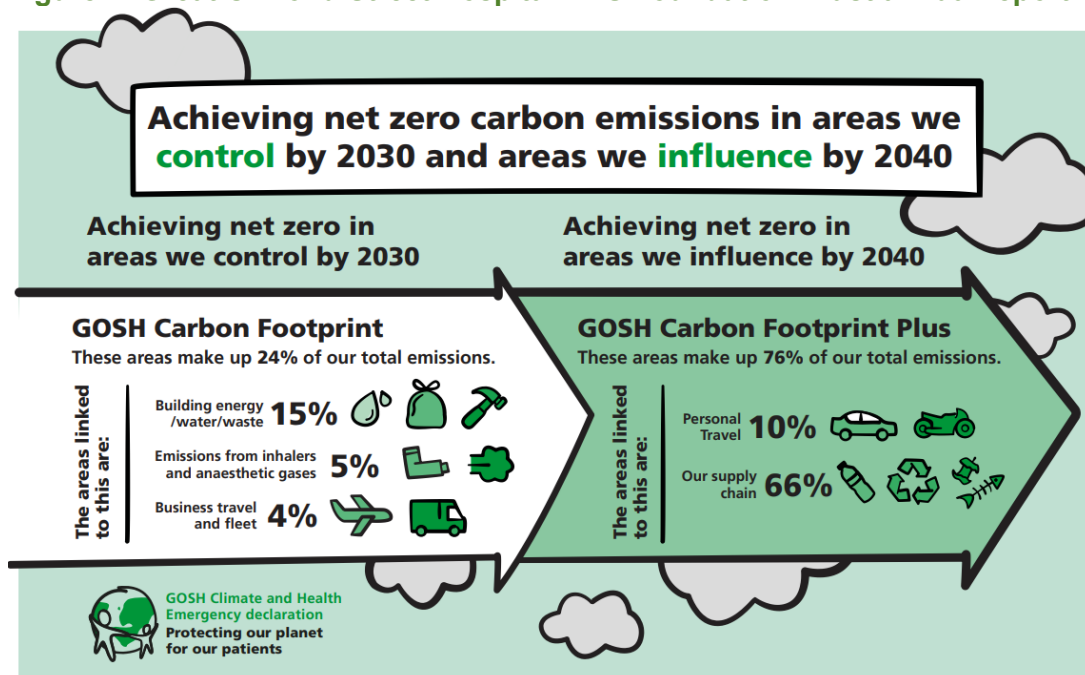 Achieving net zero carbon emissions in areas we
control by 2030 and areas we influence by 2040
Achieving net zero in
areas we control by 2030
Achieving net zero in
areas we influence by 2040
GOSH Carbon Footprint
These areas make up 24% of our total emissions.
The areas linked
to this are:
Building energy
/water/waste 15%
Emissions from inhalers
and anaesthetic gases 5%
Business travel
and fleet 4%
GOSH Carbon Footprint Plus
These areas make up 76% of our total emissions.
The areas linked
to this are:
Personal
Travel 10%
Our supply
chain 66%
GOSH Climate and Health
Emergency declaration
Protecting our planet
for our patients